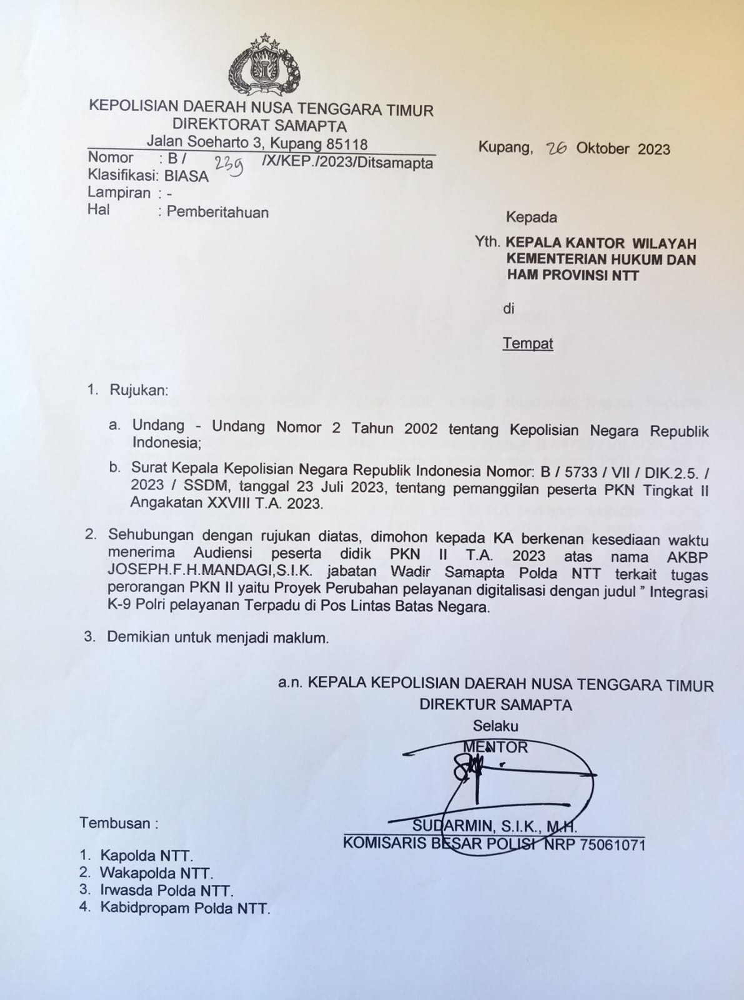 KEPOLISIAN DAERAH NUSA TENGGARA TIMUR
DIREKTORAT SAMAPTA
Jalan Soeharto 3, Kupang 85118
Kupang, 26 Oktober 2023
Nomor : B / 239 /X/KEP./2023/Ditsamapta
Klasifikasi: BIASA
Lampiran : -
Hal : Pemberitahuan
Kepada
Yth. KEPALA KANTOR WILAYAH
KEMENTERIAN HUKUM DAN
HAM PROVINSI NTT
di
Tempat
1. Rujukan:
a. Undang - Undang Nomor 2 Tahun 2002 tentang Kepolisian Negara Republik
Indonesia;
b. Surat Kepala Kepolisian Negara Republik Indonesia Nomor: B / 5733 / VII / DIK.2.5. /
2023 / SSDM, tanggal 23 Juli 2023, tentang pemanggilan peserta PKN Tingkat II
Angakatan XXVIII T.A. 2023.
2. Sehubungan dengan rujukan diatas, dimohon kepada KA berkenan kesediaan waktu
menerima Audiensi peserta didik PKN II T.A. 2023 atas nama AKBP
JOSEPH.F.H.MANDAGI,S.I.K. jabatan Wadir Samapta Polda NTT terkait tugas
perorangan PKN II yaitu Proyek Perubahan pelayanan digitalisasi dengan judul ” Integrasi
K-9 Polri pelayanan Terpadu di Pos Lintas Batas Negara.
3. Demikian untuk menjadi maklum.
a.n. KEPALA KEPOLISIAN DAERAH NUSA TENGGARA TIMUR
DIREKTUR SAMAPTA
Selaku
MENTOR
SUDARMIN, S.I.K., M.H.
KOMISARIS BESAR POLISI NRP 75061071
Tembusan :
1. Kapolda NTT.
2. Wakapolda NTT.
3. Irwasda Polda NTT.
4. Kabidpropam Polda NTT.